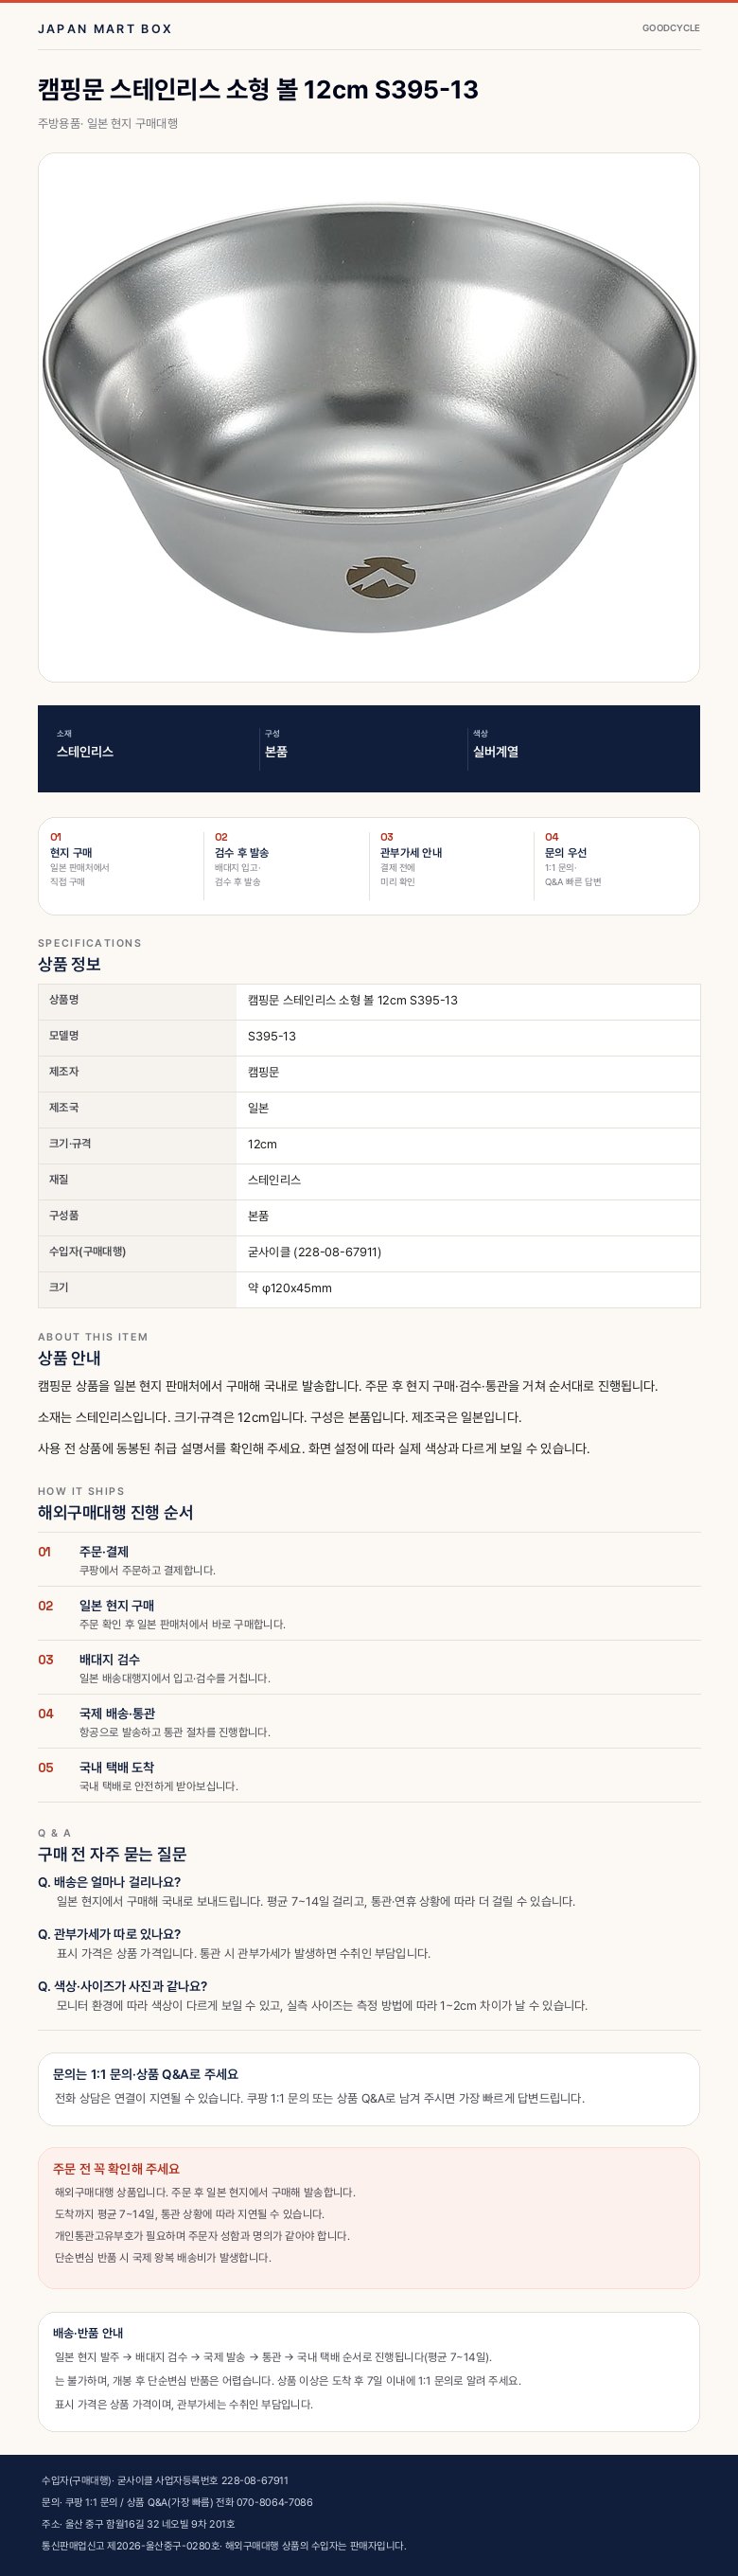 JAPAN MART BOX
GOODCYCLE
캠핑문 스테인리스 소형 볼 12cm S395-13
주방용품· 일본 현지 구매대행
소재
스테인리스
구성
본품
색상
실버계열
01
현지 구매
일본 판매처에서
직접 구매
02
검수 후 발송
배대지 입고·
검수 후 발송
03
관부가세 안내
결제 전에
미리 확인
04
문의 우선
1:1 문의·
Q&A 빠른 답변
SPECIFICATIONS
상품 정보
상품명 캠핑문 스테인리스 소형 볼 12cm S395-13
모델명 S395-13
제조자 캠핑문
제조국 일본
크기·규격 12cm
재질 스테인리스
구성품 본품
수입자(구매대행) 굳사이클 (228-08-67911)
크기 약 φ120x45mm
ABOUT THIS ITEM
상품 안내
캠핑문 상품을 일본 현지 판매처에서 구매해 국내로 발송합니다. 주문 후 현지 구매·검수·통관을 거쳐 순서대로 진행됩니다.
소재는 스테인리스입니다. 크기·규격은 12cm입니다. 구성은 본품입니다. 제조국은 일본입니다.
사용 전 상품에 동봉된 취급 설명서를 확인해 주세요. 화면 설정에 따라 실제 색상과 다르게 보일 수 있습니다.
HOW IT SHIPS
해외구매대행 진행 순서
01 주문·결제
쿠팡에서 주문하고 결제합니다.
02 일본 현지 구매
주문 확인 후 일본 판매처에서 바로 구매합니다.
03 배대지 검수
일본 배송대행지에서 입고·검수를 거칩니다.
04 국제 배송·통관
항공으로 발송하고 통관 절차를 진행합니다.
05 국내 택배 도착
국내 택배로 안전하게 받아보십니다.
Q & A
구매 전 자주 묻는 질문
Q. 배송은 얼마나 걸리나요?
일본 현지에서 구매해 국내로 보내드립니다. 평균 7~14일 걸리고, 통관·연휴 상황에 따라 더 걸릴 수 있습니다.
Q. 관부가세가 따로 있나요?
표시 가격은 상품 가격입니다. 통관 시 관부가세가 발생하면 수취인 부담입니다.
Q. 색상·사이즈가 사진과 같나요?
모니터 환경에 따라 색상이 다르게 보일 수 있고, 실측 사이즈는 측정 방법에 따라 1~2cm 차이가 날 수 있습니다.
문의는 1:1 문의·상품 Q&A로 주세요
전화 상담은 연결이 지연될 수 있습니다. 쿠팡 1:1 문의 또는 상품 Q&A로 남겨 주시면 가장 빠르게 답변드립니다.
주문 전 꼭 확인해 주세요
해외구매대행 상품입니다. 주문 후 일본 현지에서 구매해 발송합니다.
도착까지 평균 7~14일, 통관 상황에 따라 지연될 수 있습니다.
개인통관고유부호가 필요하며 주문자 성함과 명의가 같아야 합니다.
단순변심 반품 시 국제 왕복 배송비가 발생합니다.
배송·반품 안내
일본 현지 발주 → 배대지 검수 → 국제 발송 → 통관 → 국내 택배 순서로 진행됩니다(평균 7~14일).
는 불가하며, 개봉 후 단순변심 반품은 어렵습니다. 상품 이상은 도착 후 7일 이내에 1:1 문의로 알려 주세요.
표시 가격은 상품 가격이며, 관부가세는 수취인 부담입니다.
수입자(구매대행)· 굳사이클 사업자등록번호 228-08-67911
문의· 쿠팡 1:1 문의 / 상품 Q&A(가장 빠름) 전화 070-8064-7086
주소· 울산 중구 함월16길 32 네오빌 9차 201호
통신판매업신고 제2026-울산중구-0280호· 해외구매대행 상품의 수입자는 판매자입니다.